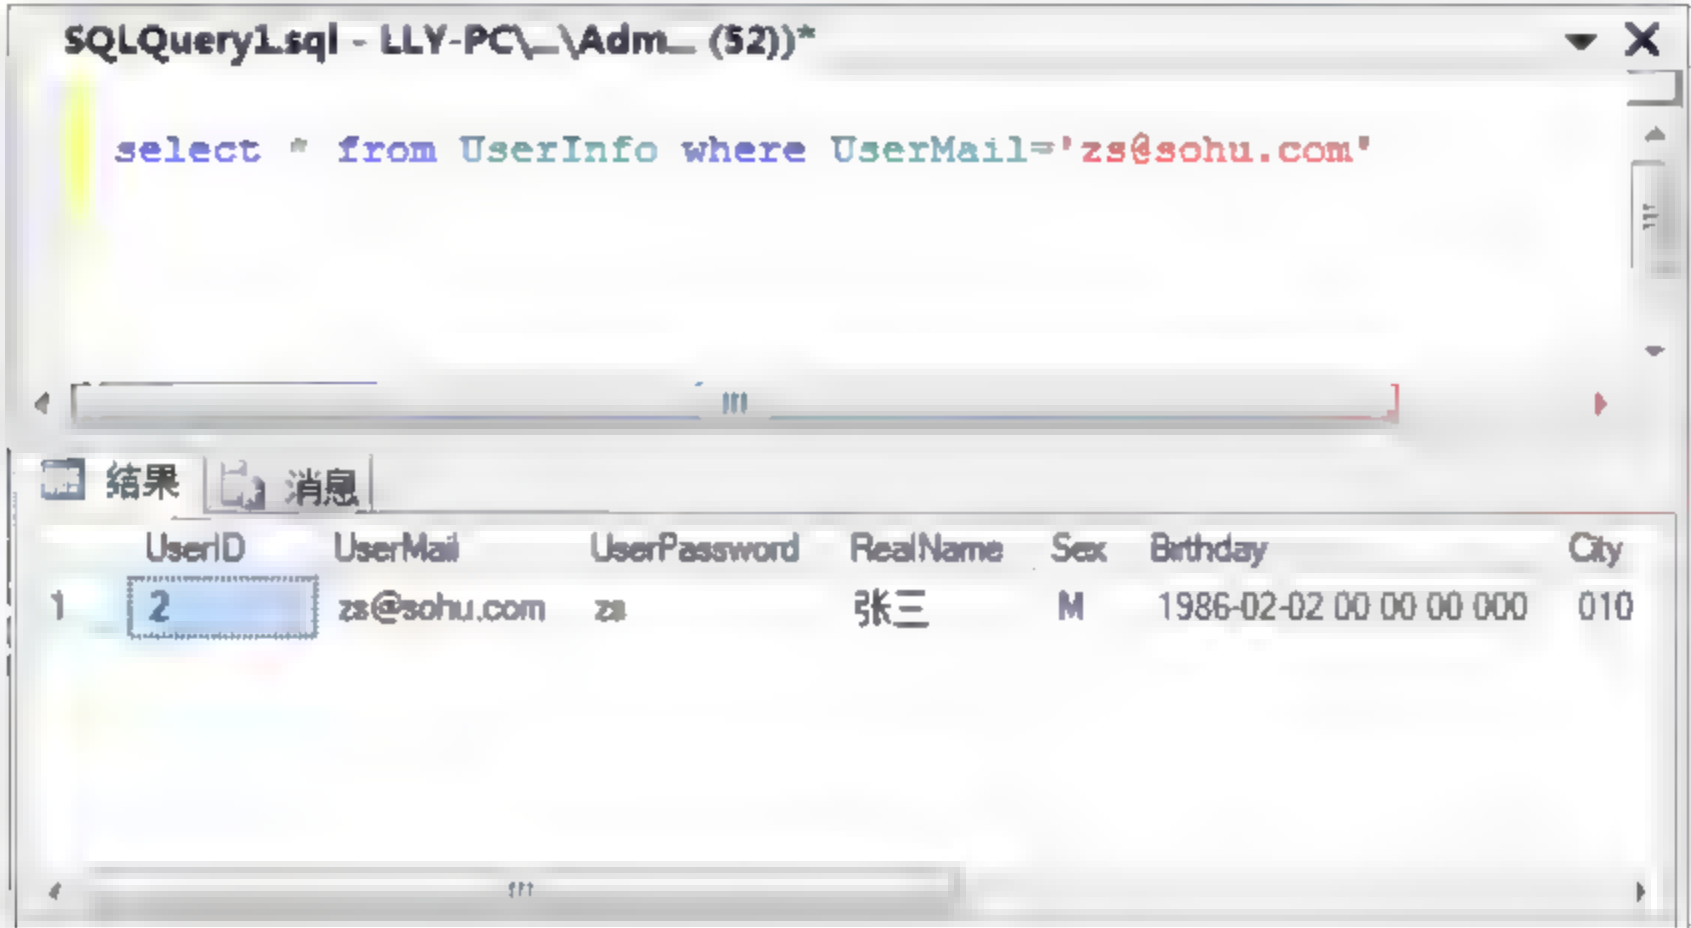 SQLQuery1.sql - LLY-PC\...\Adm... (52))*
select * from UserInfo where UserMail='zs@sohu.com'
结果 消息
UserID UserMail UserPassword RealName Sex Birthday City
1 2 zs@sohu.com zs 张三 M 1986-02-02 00 00 00 000 010